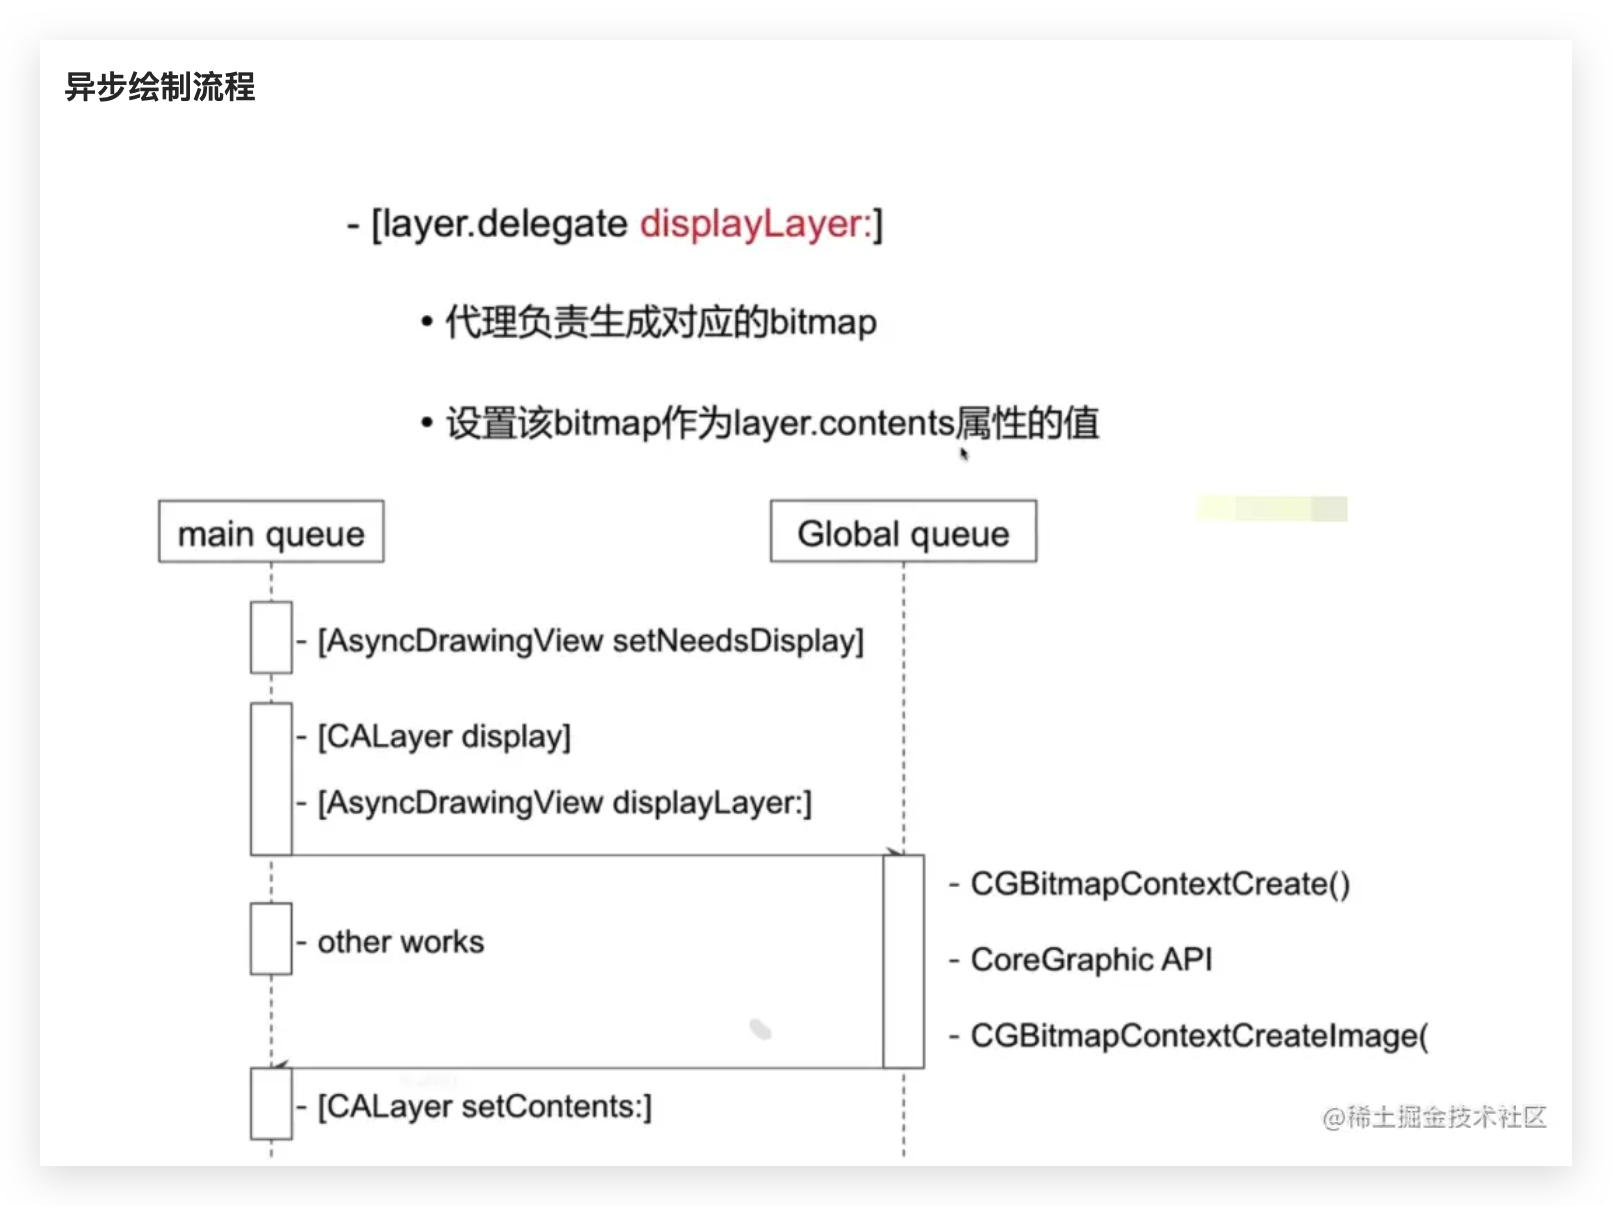 异步绘制流程
- [layer.delegate displayLayer:]
• 代理负责生成对应的bitmap
• 设置该bitmap作为layer.contents属性的值
main queue
Global queue
- [AsyncDrawingView setNeedsDisplay]
- [CALayer display]
- [AsyncDrawingView displayLayer:]
- CGBitmapContextCreate()
- other works
- CoreGraphic API
- CGBitmapContextCreateImage(
- [CALayer setContents:]
@稀土掘金技术社区